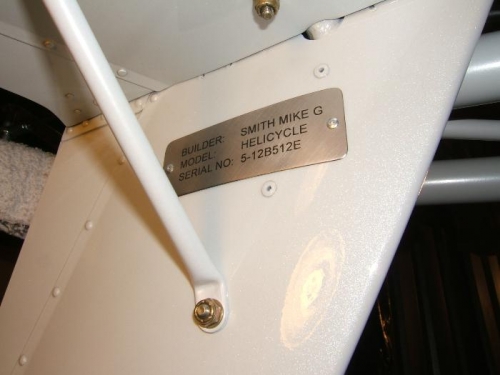 BUILDER: SMITH MIKE G
MODEL: HELICYCLE
SERIAL NO: 5-12B512E